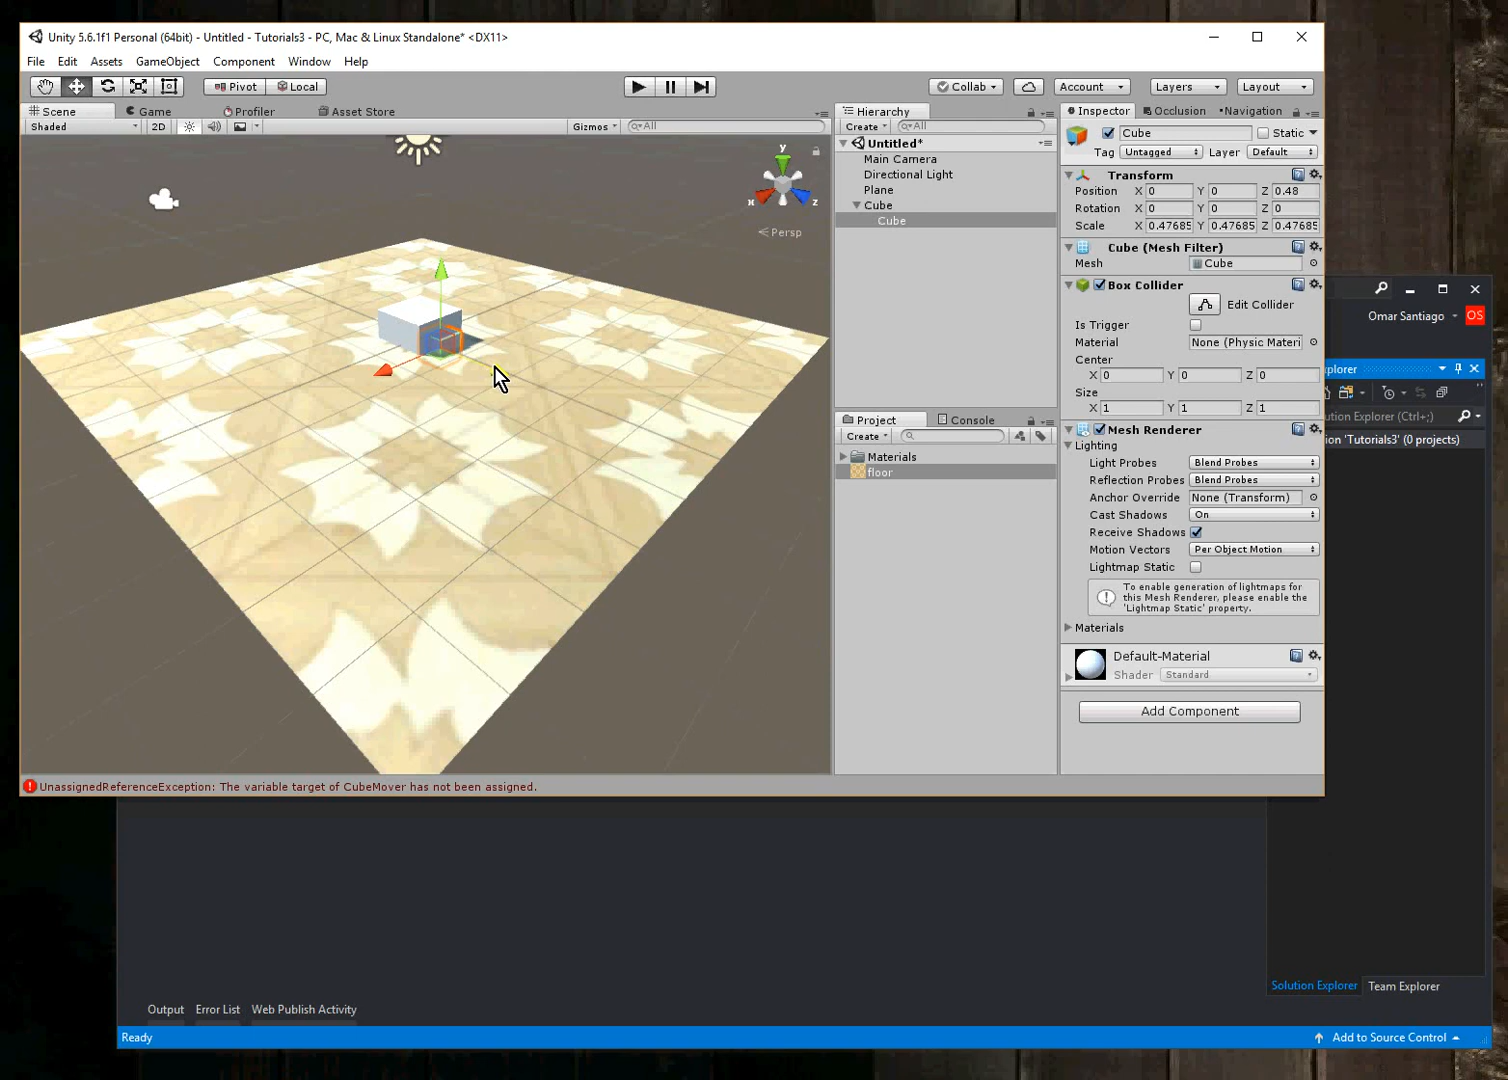 Unity 5.6.1f1 Personal (64bit) - Untitled - Tutorials3 - PC, Mac & Linux Standalone* <DX11>
File Edit Assets GameObject Component Window Help
Pivot Local Collab Account Layers Layout
Scene Game Profiler Asset Store
Shaded 2D Gizmos All
y
x z
Persp
Hierarchy
Create All
Untitled*
Main Camera
Directional Light
Plane
Cube
Cube
Project Console
Create
Materials
floor
Inspector Occlusion Navigation
Cube Static
Tag Untagged Layer Default
Transform
Position X 0 Y 0 Z 0.48
Rotation X 0 Y 0 Z 0
Scale X 0.47685 Y 0.47685 Z 0.47685
Cube (Mesh Filter)
Mesh Cube
Box Collider
Edit Collider
Is Trigger
Material None (Physic Materi
Center
X 0 Y 0 Z 0
Size
X 1 Y 1 Z 1
Mesh Renderer
Lighting
Light Probes Blend Probes
Reflection Probes Blend Probes
Anchor Override None (Transform)
Cast Shadows On
Receive Shadows
Motion Vectors Per Object Motion
Lightmap Static
To enable generation of lightmaps for
this Mesh Renderer, please enable the
'Lightmap Static' property.
Materials
Default-Material
Shader Standard
Add Component
UnassignedReferenceException: The variable target of CubeMover has not been assigned.
Omar Santiago OS
plorer
ution Explorer (Ctrl+;)
ion 'Tutorials3' (0 projects)
Solution Explorer Team Explorer
Output Error List Web Publish Activity
Ready Add to Source Control